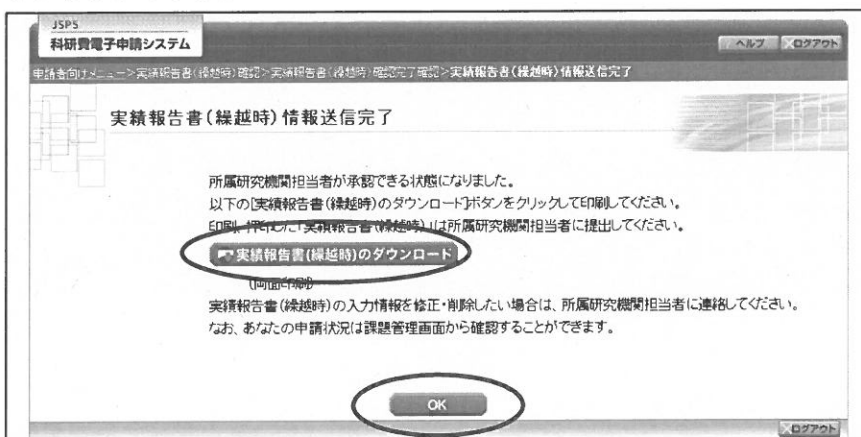 JSPS
科研費電子申請システム
ヘルプ
ログアウト
申請者向けメニュー>実績報告書(繰越時)確認>実績報告書(繰越時)確認完了確認>実績報告書(繰越時)情報送信完了
実績報告書(繰越時)情報送信完了
所属研究機関担当者が承認できる状態になりました。
以下の[実績報告書(繰越時)のダウンロード]ボタンをクリックして印刷してください。
印刷、押印した「実績報告書(繰越時)」は所属研究機関担当者に提出してください。
実績報告書(繰越時)のダウンロード
(両面印刷)
実績報告書(繰越時)の入力情報を修正・削除したい場合は、所属研究機関担当者に連絡してください。
なお、あなたの申請状況は課題管理画面から確認することができます。
OK
ログアウト